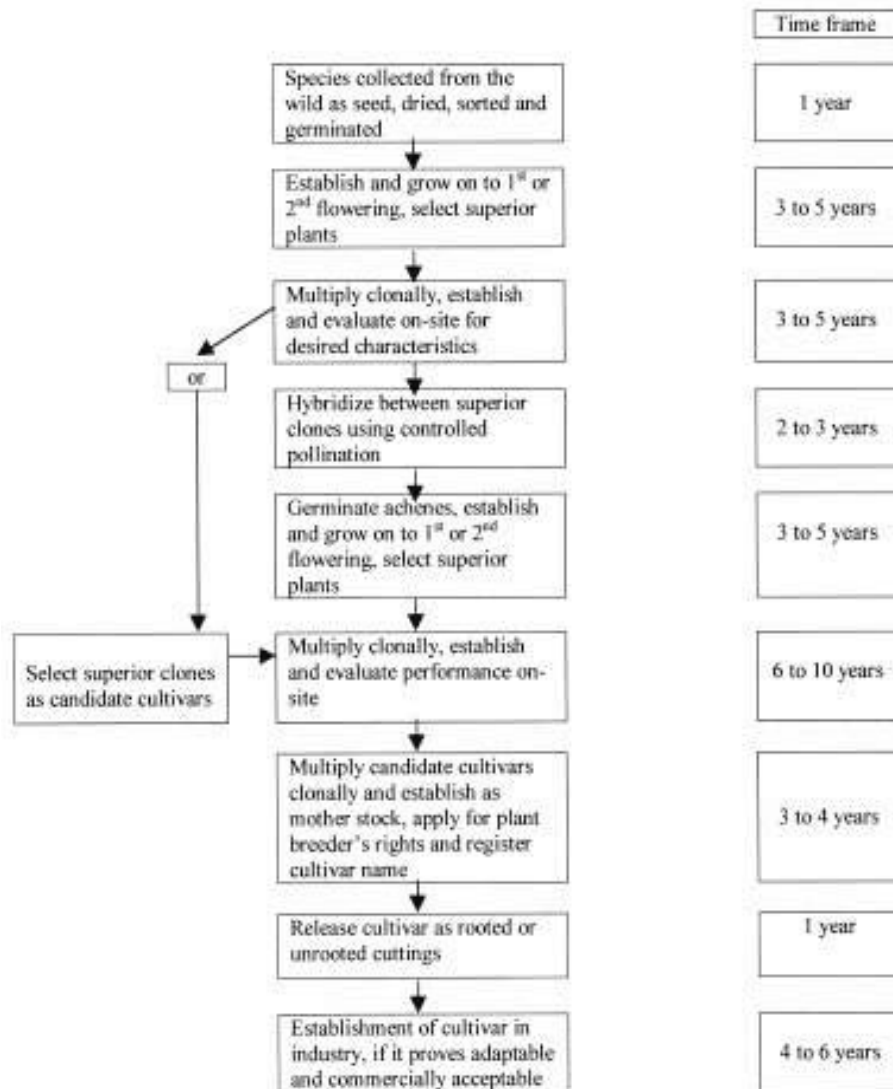 Time frame
Species collected from the
wild as seed, dried, sorted and
germinated
1 year
Establish and grow on to 1st or
2nd flowering, select superior
plants
3 to 5 years
Multiply clonally, establish
and evaluate on-site for
desired characteristics
3 to 5 years
or
Hybridize between superior
clones using controlled
pollination
2 to 3 years
Germinate achenes, establish
and grow on to 1st or 2nd
flowering, select superior
plants
3 to 5 years
Select superior clones
as candidate cultivars
Multiply clonally, establish
and evaluate performance on-
site
6 to 10 years
Multiply candidate cultivars
clonally and establish as
mother stock, apply for plant
breeder's rights and register
cultivar name
3 to 4 years
Release cultivar as rooted or
unrooted cuttings
1 year
Establishment of cultivar in
industry, if it proves adaptable
and commercially acceptable
4 to 6 years